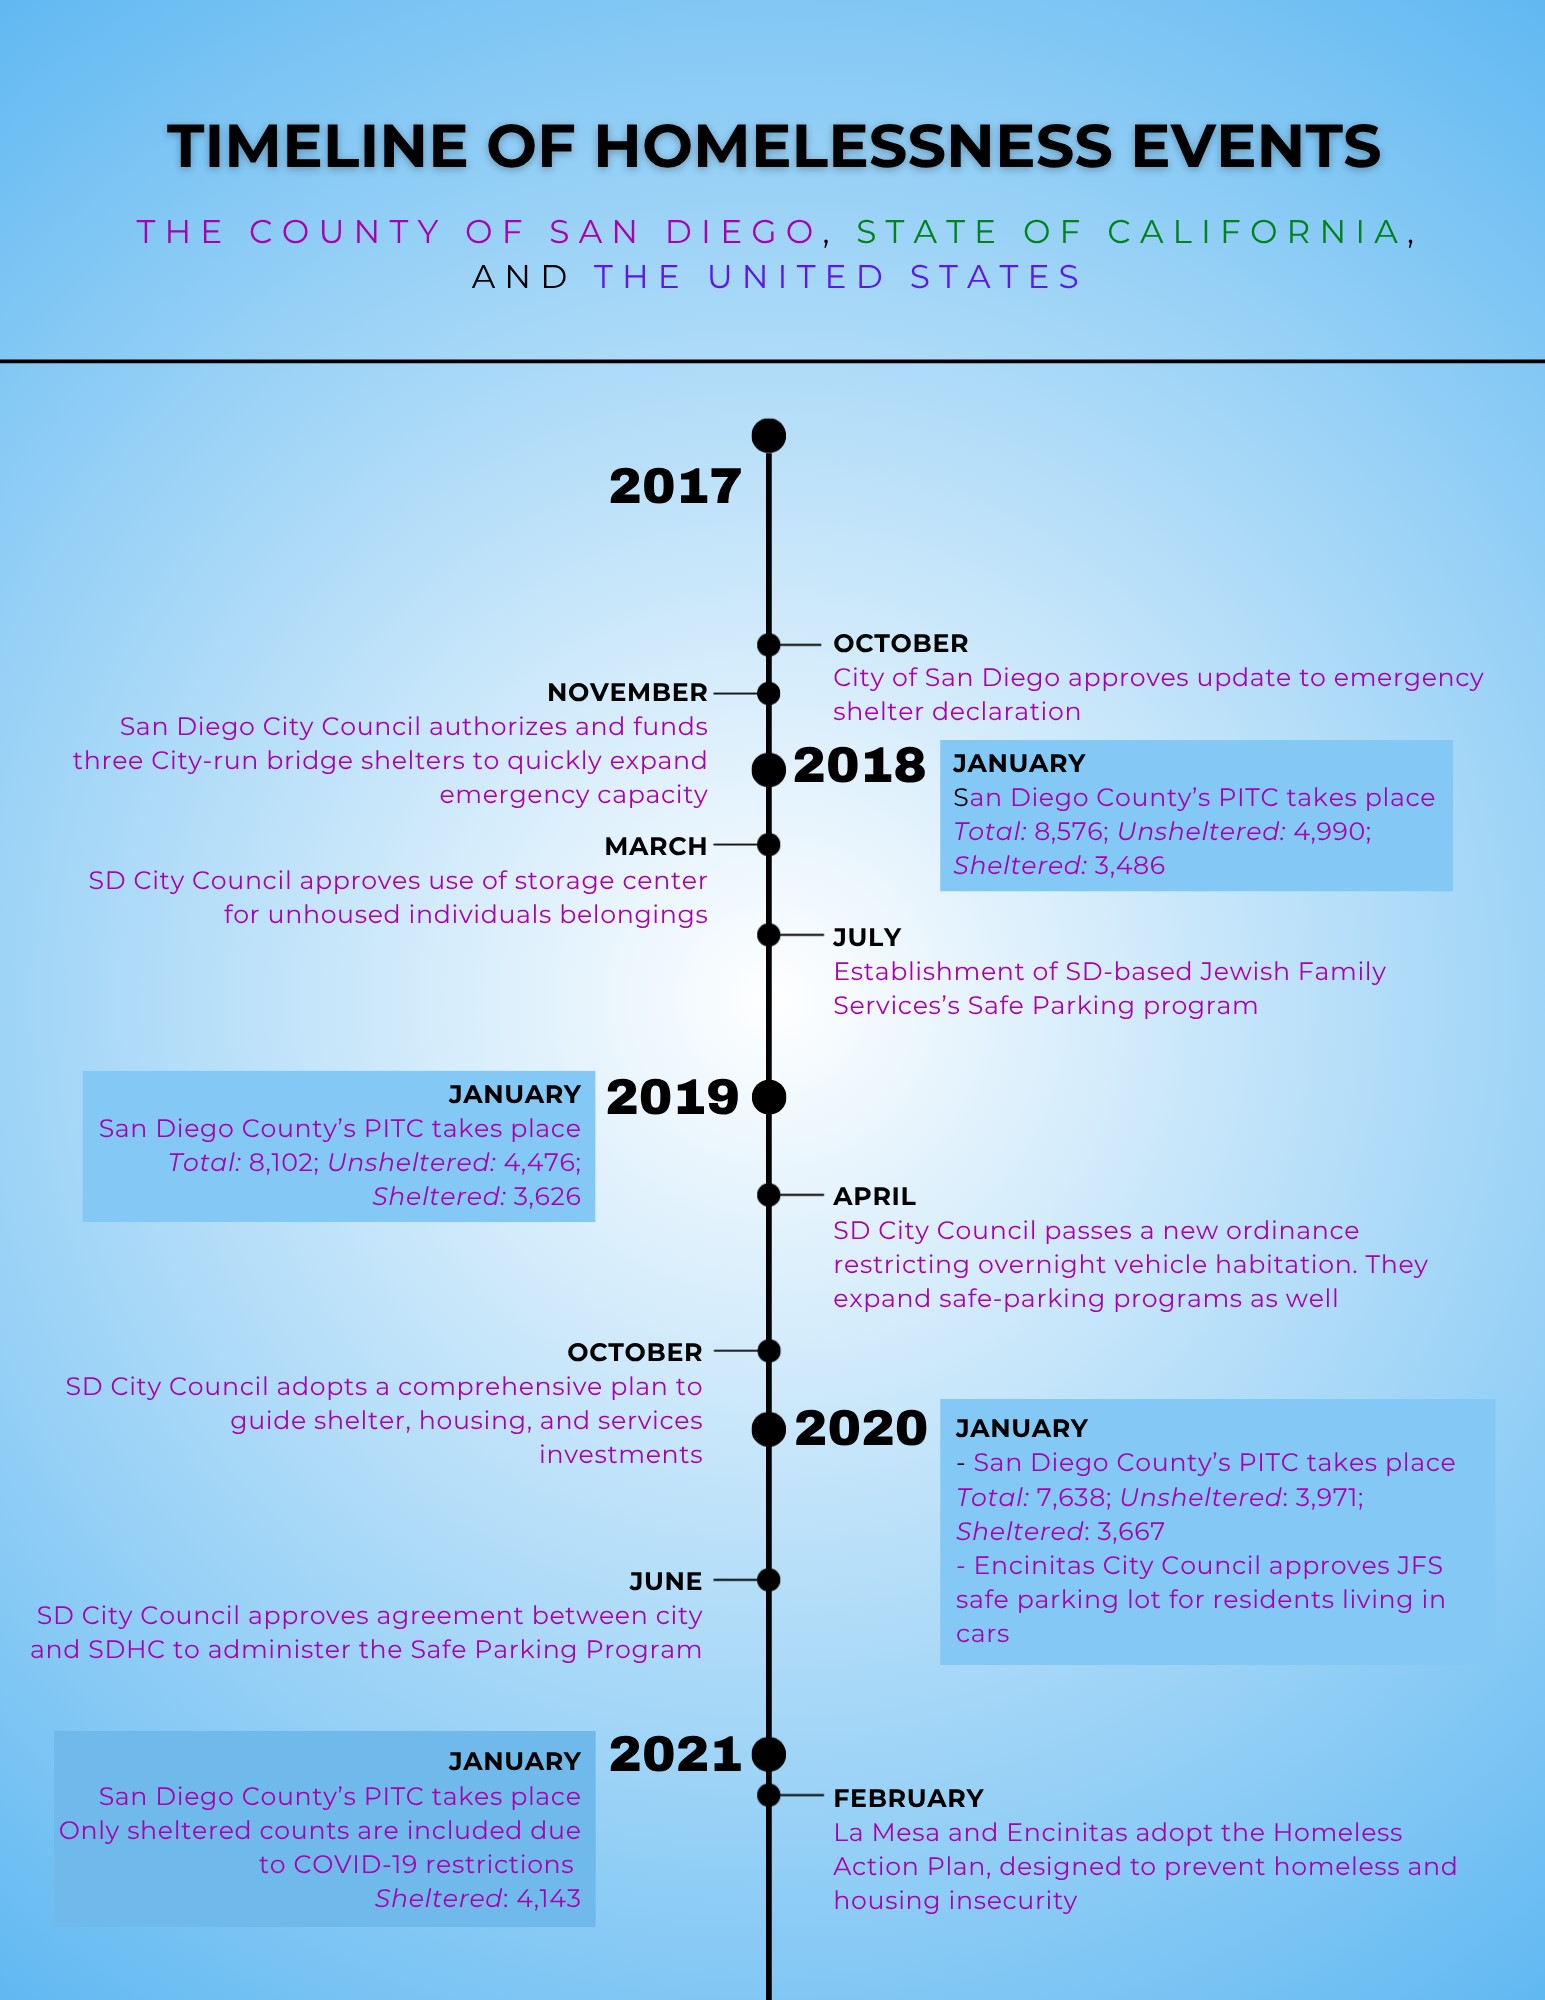 TIMELINE OF HOMELESSNESS EVENTS
THE COUNTY OF SAN DIEGO, STATE OF CALIFORNIA,
AND THE UNITED STATES
2017
OCTOBER
City of San Diego approves update to emergency
shelter declaration
NOVEMBER
San Diego City Council authorizes and funds
three City-run bridge shelters to quickly expand
emergency capacity
2018
JANUARY
San Diego County's PITC takes place
Total: 8,576; Unsheltered: 4,990;
Sheltered: 3,486
MARCH
SD City Council approves use of storage center
for unhoused individuals belongings
JULY
Establishment of SD-based Jewish Family
Services's Safe Parking program
2019
JANUARY
San Diego County's PITC takes place
Total: 8,102; Unsheltered: 4,476;
Sheltered: 3,626
APRIL
SD City Council passes a new ordinance
restricting overnight vehicle habitation. They
expand safe-parking programs as well
OCTOBER
SD City Council adopts a comprehensive plan to
guide shelter, housing, and services
investments
2020
JANUARY
- San Diego County's PITC takes place
Total: 7,638; Unsheltered: 3,971;
Sheltered: 3,667
- Encinitas City Council approves JFS
safe parking lot for residents living in
cars
JUNE
SD City Council approves agreement between city
and SDHC to administer the Safe Parking Program
2021
JANUARY
San Diego County's PITC takes place
Only sheltered counts are included due
to COVID-19 restrictions
Sheltered: 4,143
FEBRUARY
La Mesa and Encinitas adopt the Homeless
Action Plan, designed to prevent homeless and
housing insecurity